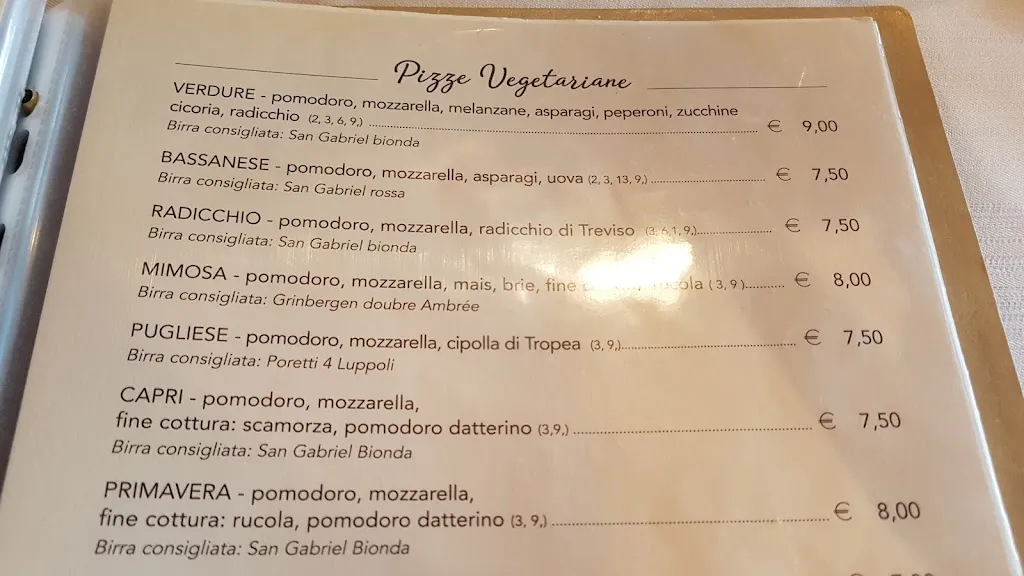 Pizze Vegetariane
VERDURE - pomodoro, mozzarella, melanzane, asparagi, peperoni, zucchine
cicoria, radicchio (2, 3, 6, 9,) € 9,00
Birra consigliata: San Gabriel bionda
BASSANESE - pomodoro, mozzarella, asparagi, uova (2, 3, 13, 9,) € 7,50
Birra consigliata: San Gabriel rossa
RADICCHIO - pomodoro, mozzarella, radicchio di Treviso (3, 6,1, 9,) € 7,50
Birra consigliata: San Gabriel bionda
MIMOSA - pomodoro, mozzarella, mais, brie, fine rucola ( 3, 9 ) € 8,00
Birra consigliata: Grinbergen doubre Ambrée
PUGLIESE - pomodoro, mozzarella, cipolla di Tropea (3, 9,) € 7,50
Birra consigliata: Poretti 4 Luppoli
CAPRI - pomodoro, mozzarella,
fine cottura: scamorza, pomodoro datterino (3,9,) € 7,50
Birra consigliata: San Gabriel Bionda
PRIMAVERA - pomodoro, mozzarella,
fine cottura: rucola, pomodoro datterino (3, 9,) € 8,00
Birra consigliata: San Gabriel Bionda